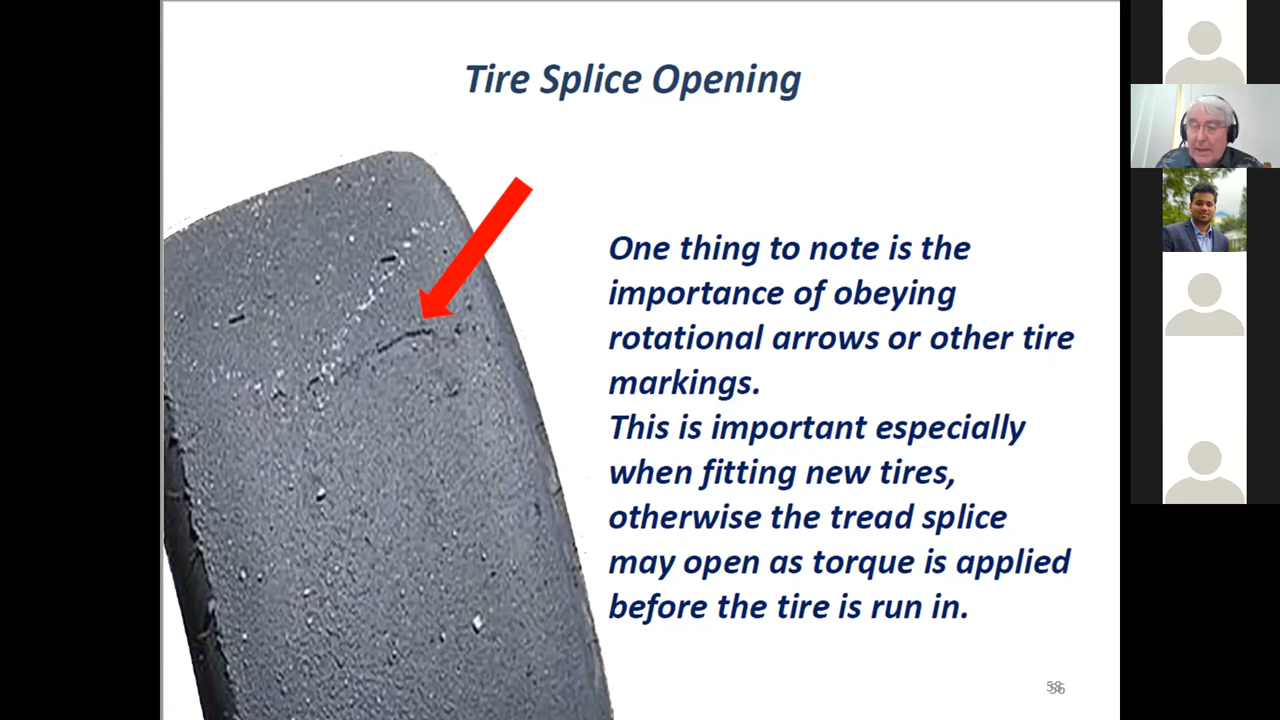 Tire Splice Opening
One thing to note is the
importance of obeying
rotational arrows or other tire
markings.
This is important especially
when fitting new tires,
otherwise the tread splice
may open as torque is applied
before the tire is run in.